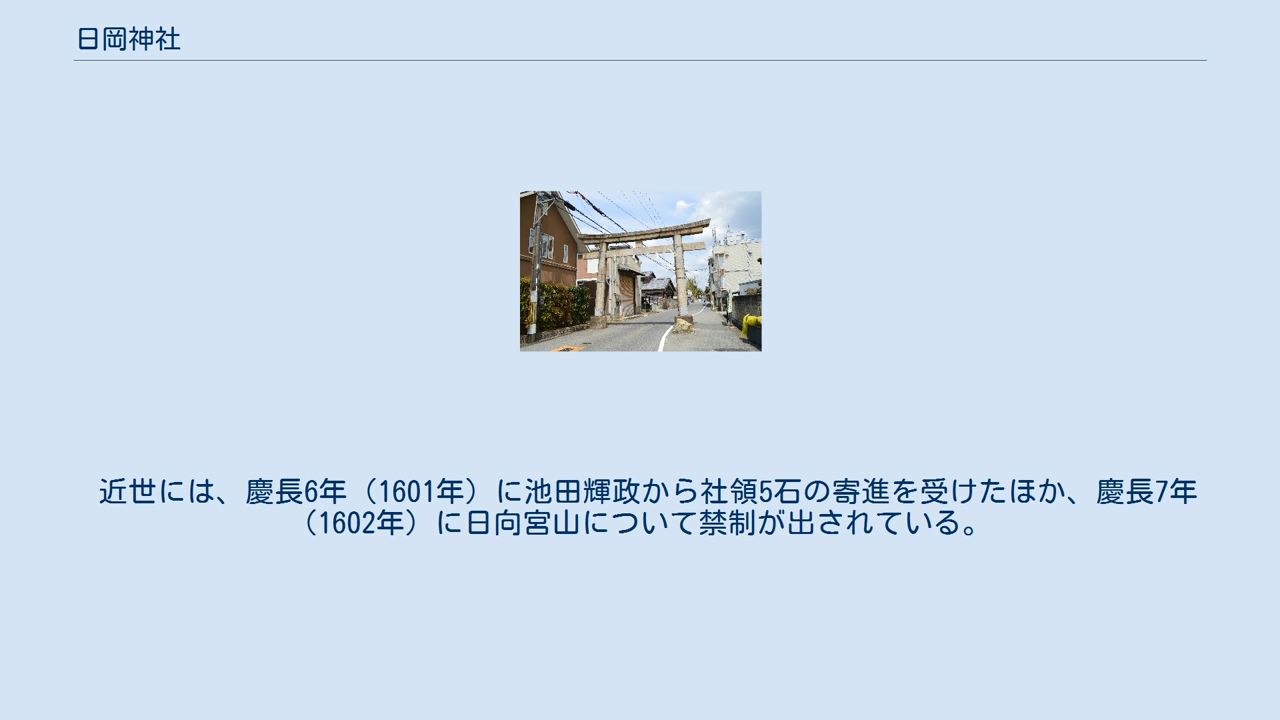 日岡神社
近世には、慶長6年（1601年）に池田輝政から社領5石の寄進を受けたほか、慶長7年
（1602年）に日向宮山について禁制が出されている。